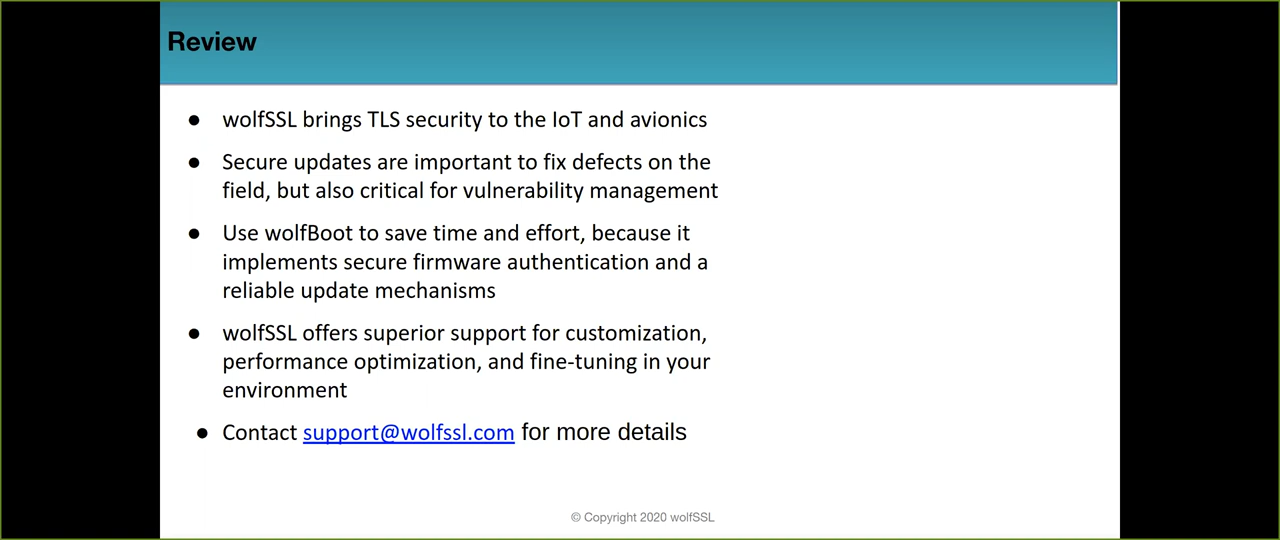 Review
● wolfSSL brings TLS security to the IoT and avionics
● Secure updates are important to fix defects on the
field, but also critical for vulnerability management
● Use wolfBoot to save time and effort, because it
implements secure firmware authentication and a
reliable update mechanisms
● wolfSSL offers superior support for customization,
performance optimization, and fine-tuning in your
environment
● Contact support@wolfssl.com for more details
© Copyright 2020 wolfSSL